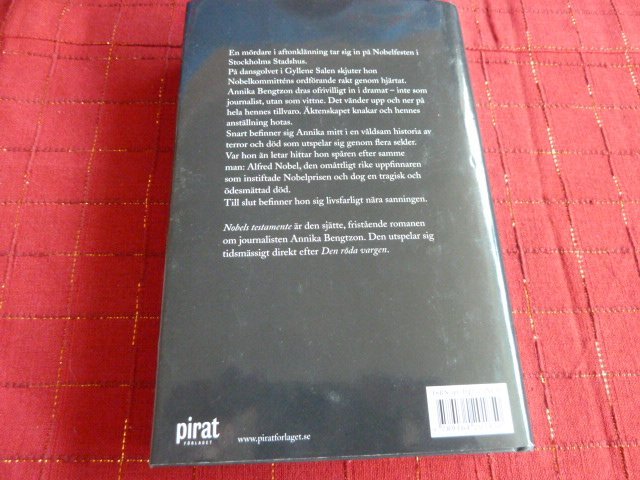 En mördare i aftonklänning tar sig in på Nobelfesten i
Stockholms Stadshus.
På dansgolvet i Gyllene Salen skjuter hon
Nobelkommitténs ordförande rakt genom hjärtat.
Annika Bengtzon dras ofrivilligt in i dramat – inte som
journalist, utan som vittne. Det vänder upp och ner på
hela hennes tillvaro. Äktenskapet knakar och hennes
anställning hotas.
Snart befinner sig Annika mitt i en våldsam historia av
terror och död som utspelar sig genom flera sekler.
Var hon än letar hittar hon spåren efter samme
man: Alfred Nobel, den omåttligt rike uppfinnaren
som instiftade Nobelprisen och dog en tragisk och
ödesmättad död.
Till slut befinner hon sig livsfarligt nära sanningen.
Nobels testamente är den sjätte, fristående romanen
om journalisten Annika Bengtzon. Den utspelar sig
tidsmässigt direkt efter Den röda vargen.
pirat
FÖRLAGET
www.piratforlaget.se